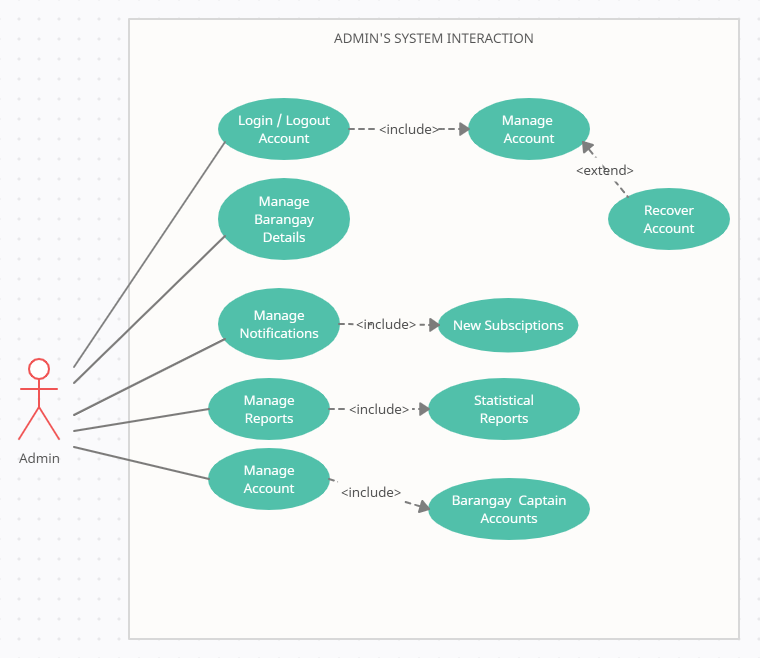 ADMIN'S SYSTEM INTERACTION
Login / Logout
Account
<include>
Manage
Account
<extend>
Recover
Account
Manage
Barangay
Details
Manage
Notifications
<include>
New Subsciptions
Manage
Reports
<include>
Statistical
Reports
Admin
Manage
Account
<include>
Barangay Captain
Accounts